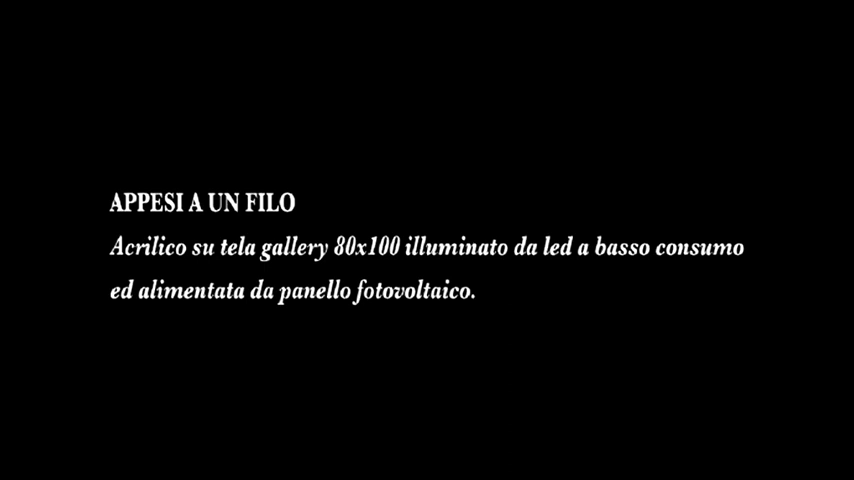 APPESI A UN FILO
Acrilico su tela gallery 80x100 illuminato da led a basso consumo
ed alimentata da panello fotovoltaico.